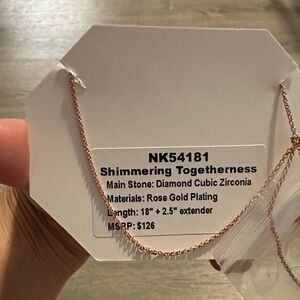 NK54181
Shimmering Togetherness
Main Stone: Diamond Cubic Zirconia
Materials: Rose Gold Plating
Length: 18" + 2.5" extender
MSRP: $126